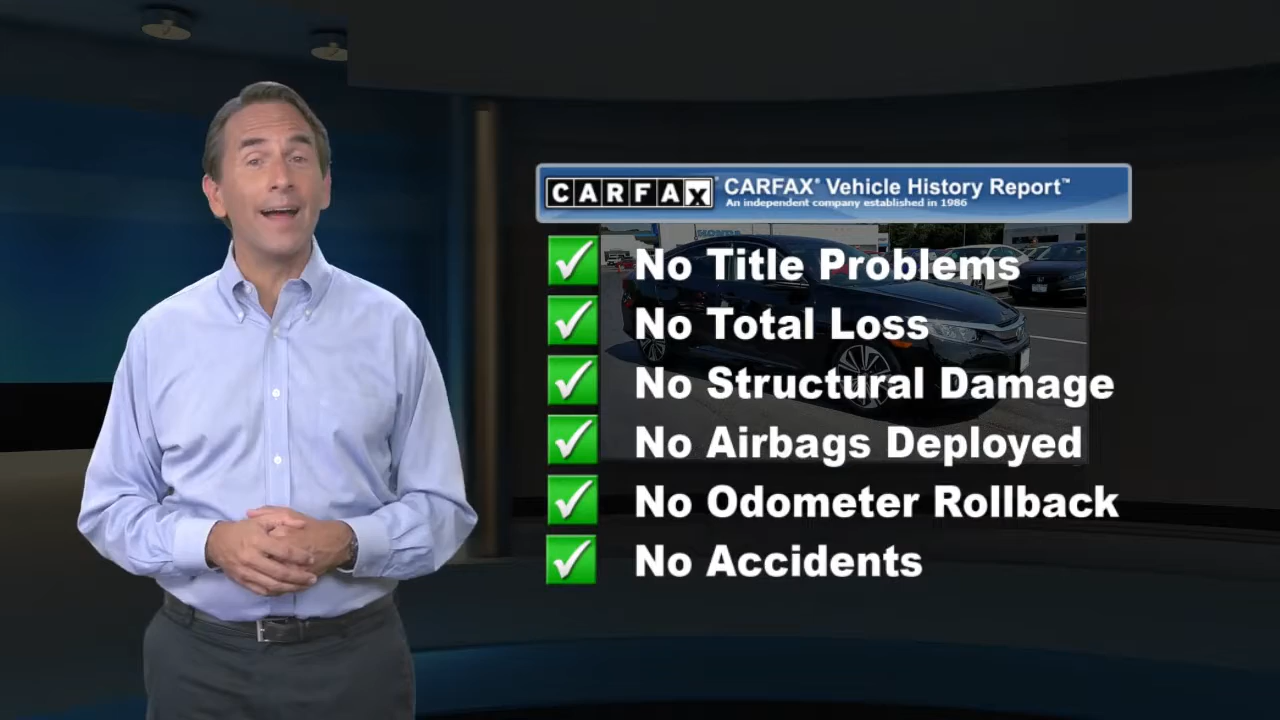 CARFAX
CARFAX® Vehicle History Report™
An independent company established in 1986
HONDA
No Title Problems
No Total Loss
No Structural Damage
No Airbags Deployed
No Odometer Rollback
No Accidents